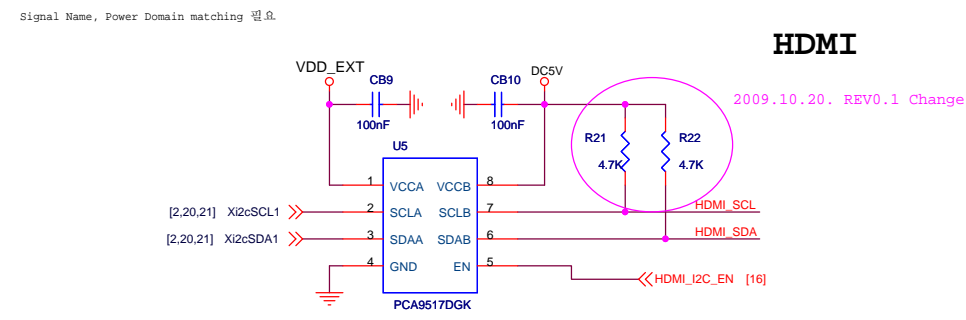 Signal Name, Power Domain matching 필요
HDMI
VDD_EXT
DC5V
CB9
CB10
2009.10.20. REV0.1 Change
100nF
100nF
R21
R22
U5
4.7K
4.7K
1 VCCA VCCB 8
[2,20,21] Xi2cSCL1 2 SCLA SCLB 7 HDMI_SCL
[2,20,21] Xi2cSDA1 3 SDAA SDAB 6 HDMI_SDA
4 GND EN 5
HDMI_I2C_EN [16]
PCA9517DGK